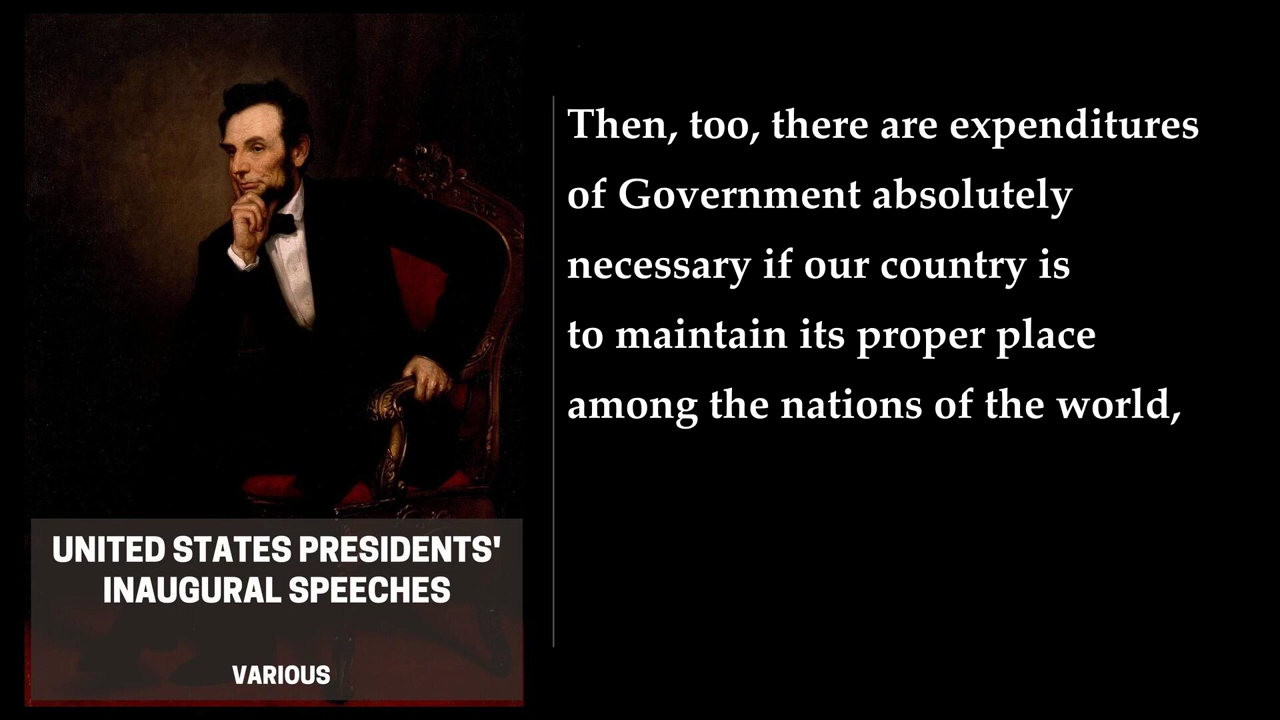 Then, too, there are expenditures
of Government absolutely
necessary if our country is
to maintain its proper place
among the nations of the world,
UNITED STATES PRESIDENTS'
INAUGURAL SPEECHES
VARIOUS